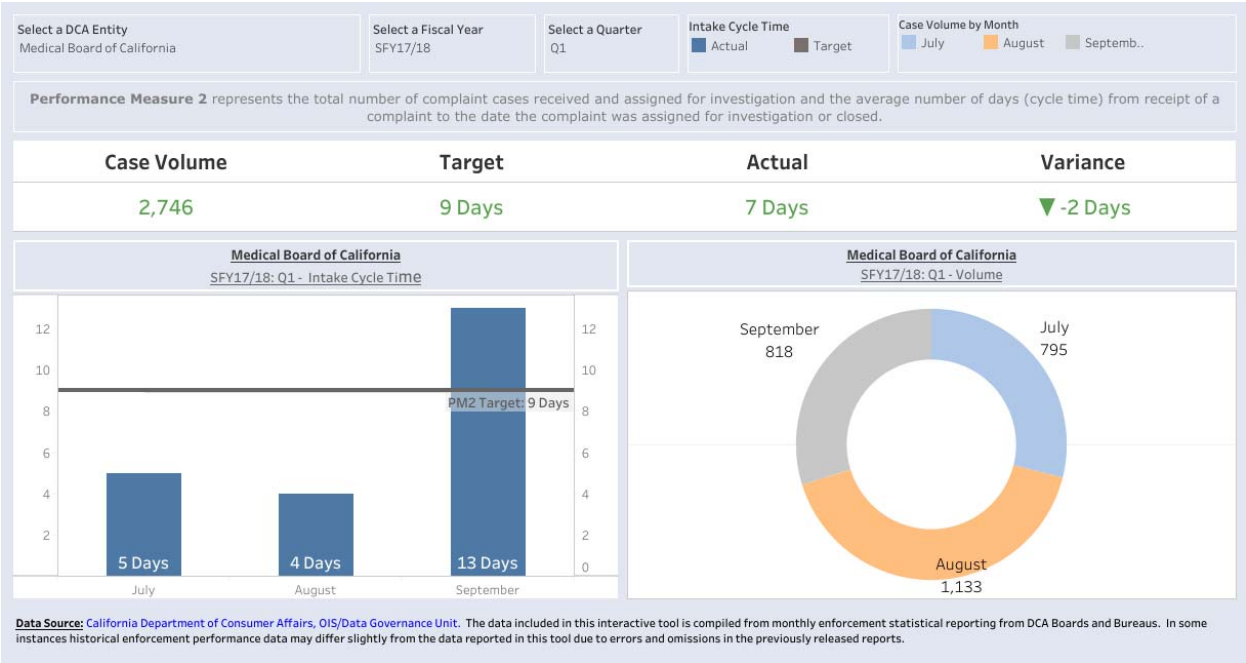 Select a DCA Entity
Medical Board of California
Select a Fiscal Year
SFY17/18
Select a Quarter
Q1
Intake Cycle Time
Actual
Target
Case Volume by Month
July
August
Septemb..
Performance Measure 2 represents the total number of complaint cases received and assigned for investigation and the average number of days (cycle time) from receipt of a
complaint to the date the complaint was assigned for investigation or closed.
Case Volume
Target
Actual
Variance
2,746
9 Days
7 Days
▼ -2 Days
Medical Board of California
SFY17/18: Q1 - Intake Cycle Time
12
10
8
6
4
2
12
10
8
6
4
2
0
PM2 Target: 9 Days
5 Days
4 Days
13 Days
July
August
September
Medical Board of California
SFY17/18: Q1 - Volume
September
818
July
795
August
1,133
Data Source: California Department of Consumer Affairs, OIS/Data Governance Unit. The data included in this interactive tool is compiled from monthly enforcement statistical reporting from DCA Boards and Bureaus. In some
instances historical enforcement performance data may differ slightly from the data reported in this tool due to errors and omissions in the previously released reports.